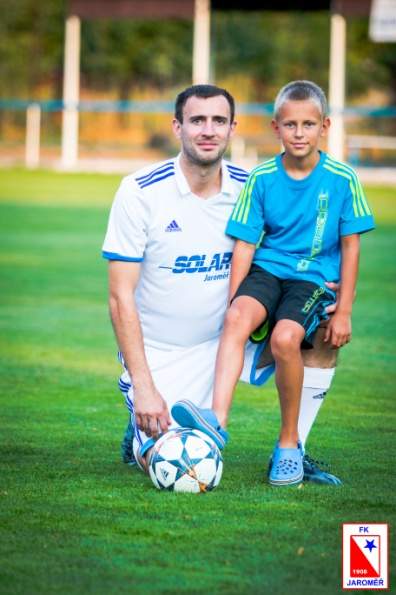 adidas
SOLAR
Jaroměř
FK
1908
JAROMĚŘ